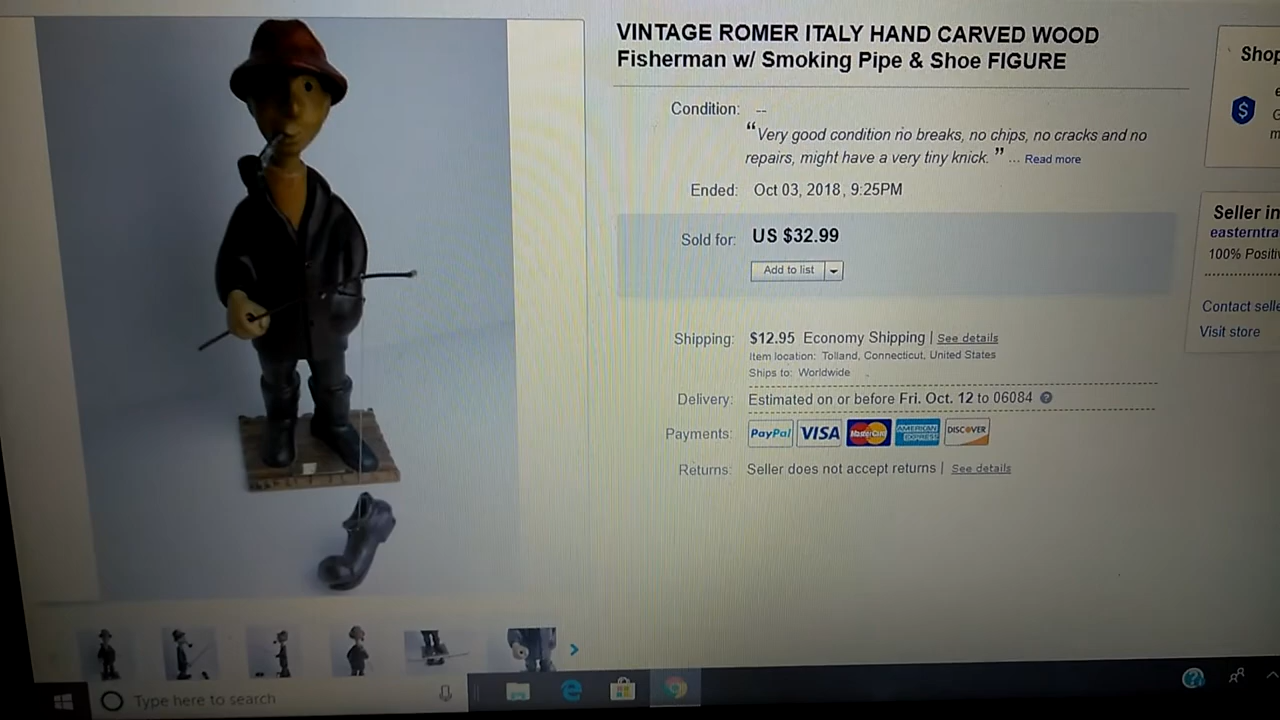 VINTAGE ROMER ITALY HAND CARVED WOOD
Fisherman w/ Smoking Pipe & Shoe FIGURE
Condition: --
“Very good condition no breaks, no chips, no cracks and no
repairs, might have a very tiny knick. ” ... Read more
Ended: Oct 03, 2018, 9:25PM
Sold for: US $32.99
Add to list
Shipping: $12.95 Economy Shipping | See details
Item location: Tolland, Connecticut, United States
Ships to: Worldwide
Delivery: Estimated on or before Fri. Oct. 12 to 06084
Payments: PayPal VISA MasterCard AMERICAN EXPRESS DISCOVER
Returns: Seller does not accept returns | See details
Shop
$
Seller in
easterntra
100% Positi
Contact selle
Visit store
Type here to search